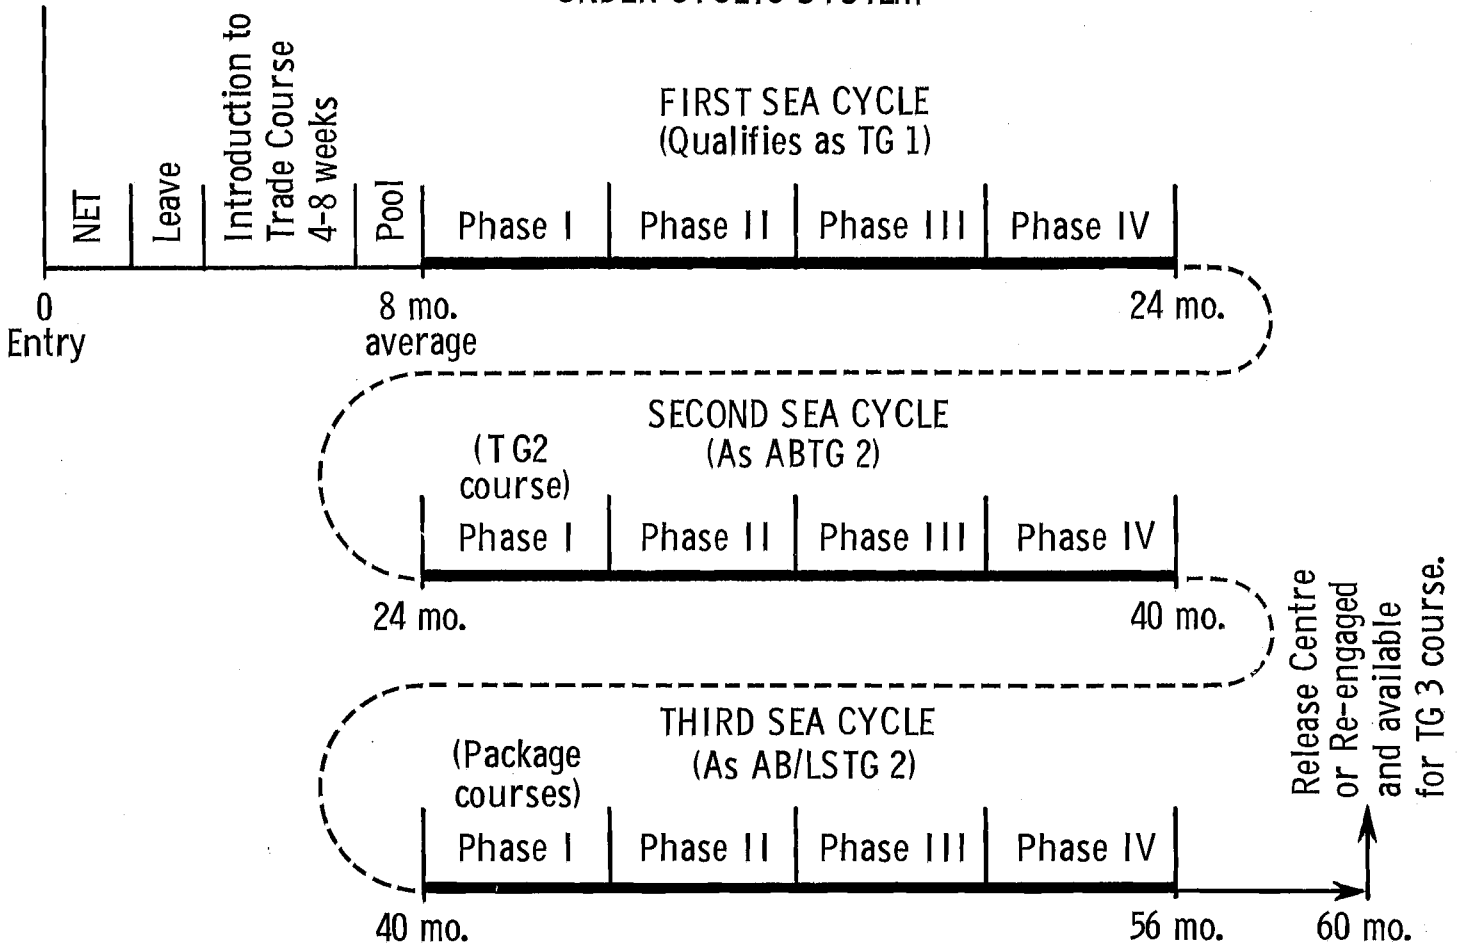 UNDER CYCLIC SYSTEM
FIRST SEA CYCLE
(Qualifies as TG 1)
NET
Leave
Introduction to
Trade Course
4-8 weeks
Pool
Phase I
Phase II
Phase III
Phase IV
0
Entry
8 mo.
average
24 mo.
SECOND SEA CYCLE
(As ABTG 2)
(TG2
course)
Phase I
Phase II
Phase III
Phase IV
24 mo.
40 mo.
THIRD SEA CYCLE
(As AB/LSTG 2)
(Package
courses)
Phase I
Phase II
Phase III
Phase IV
40 mo.
56 mo.
60 mo.
Release Centre
or Re-engaged
and available
for TG 3 course.